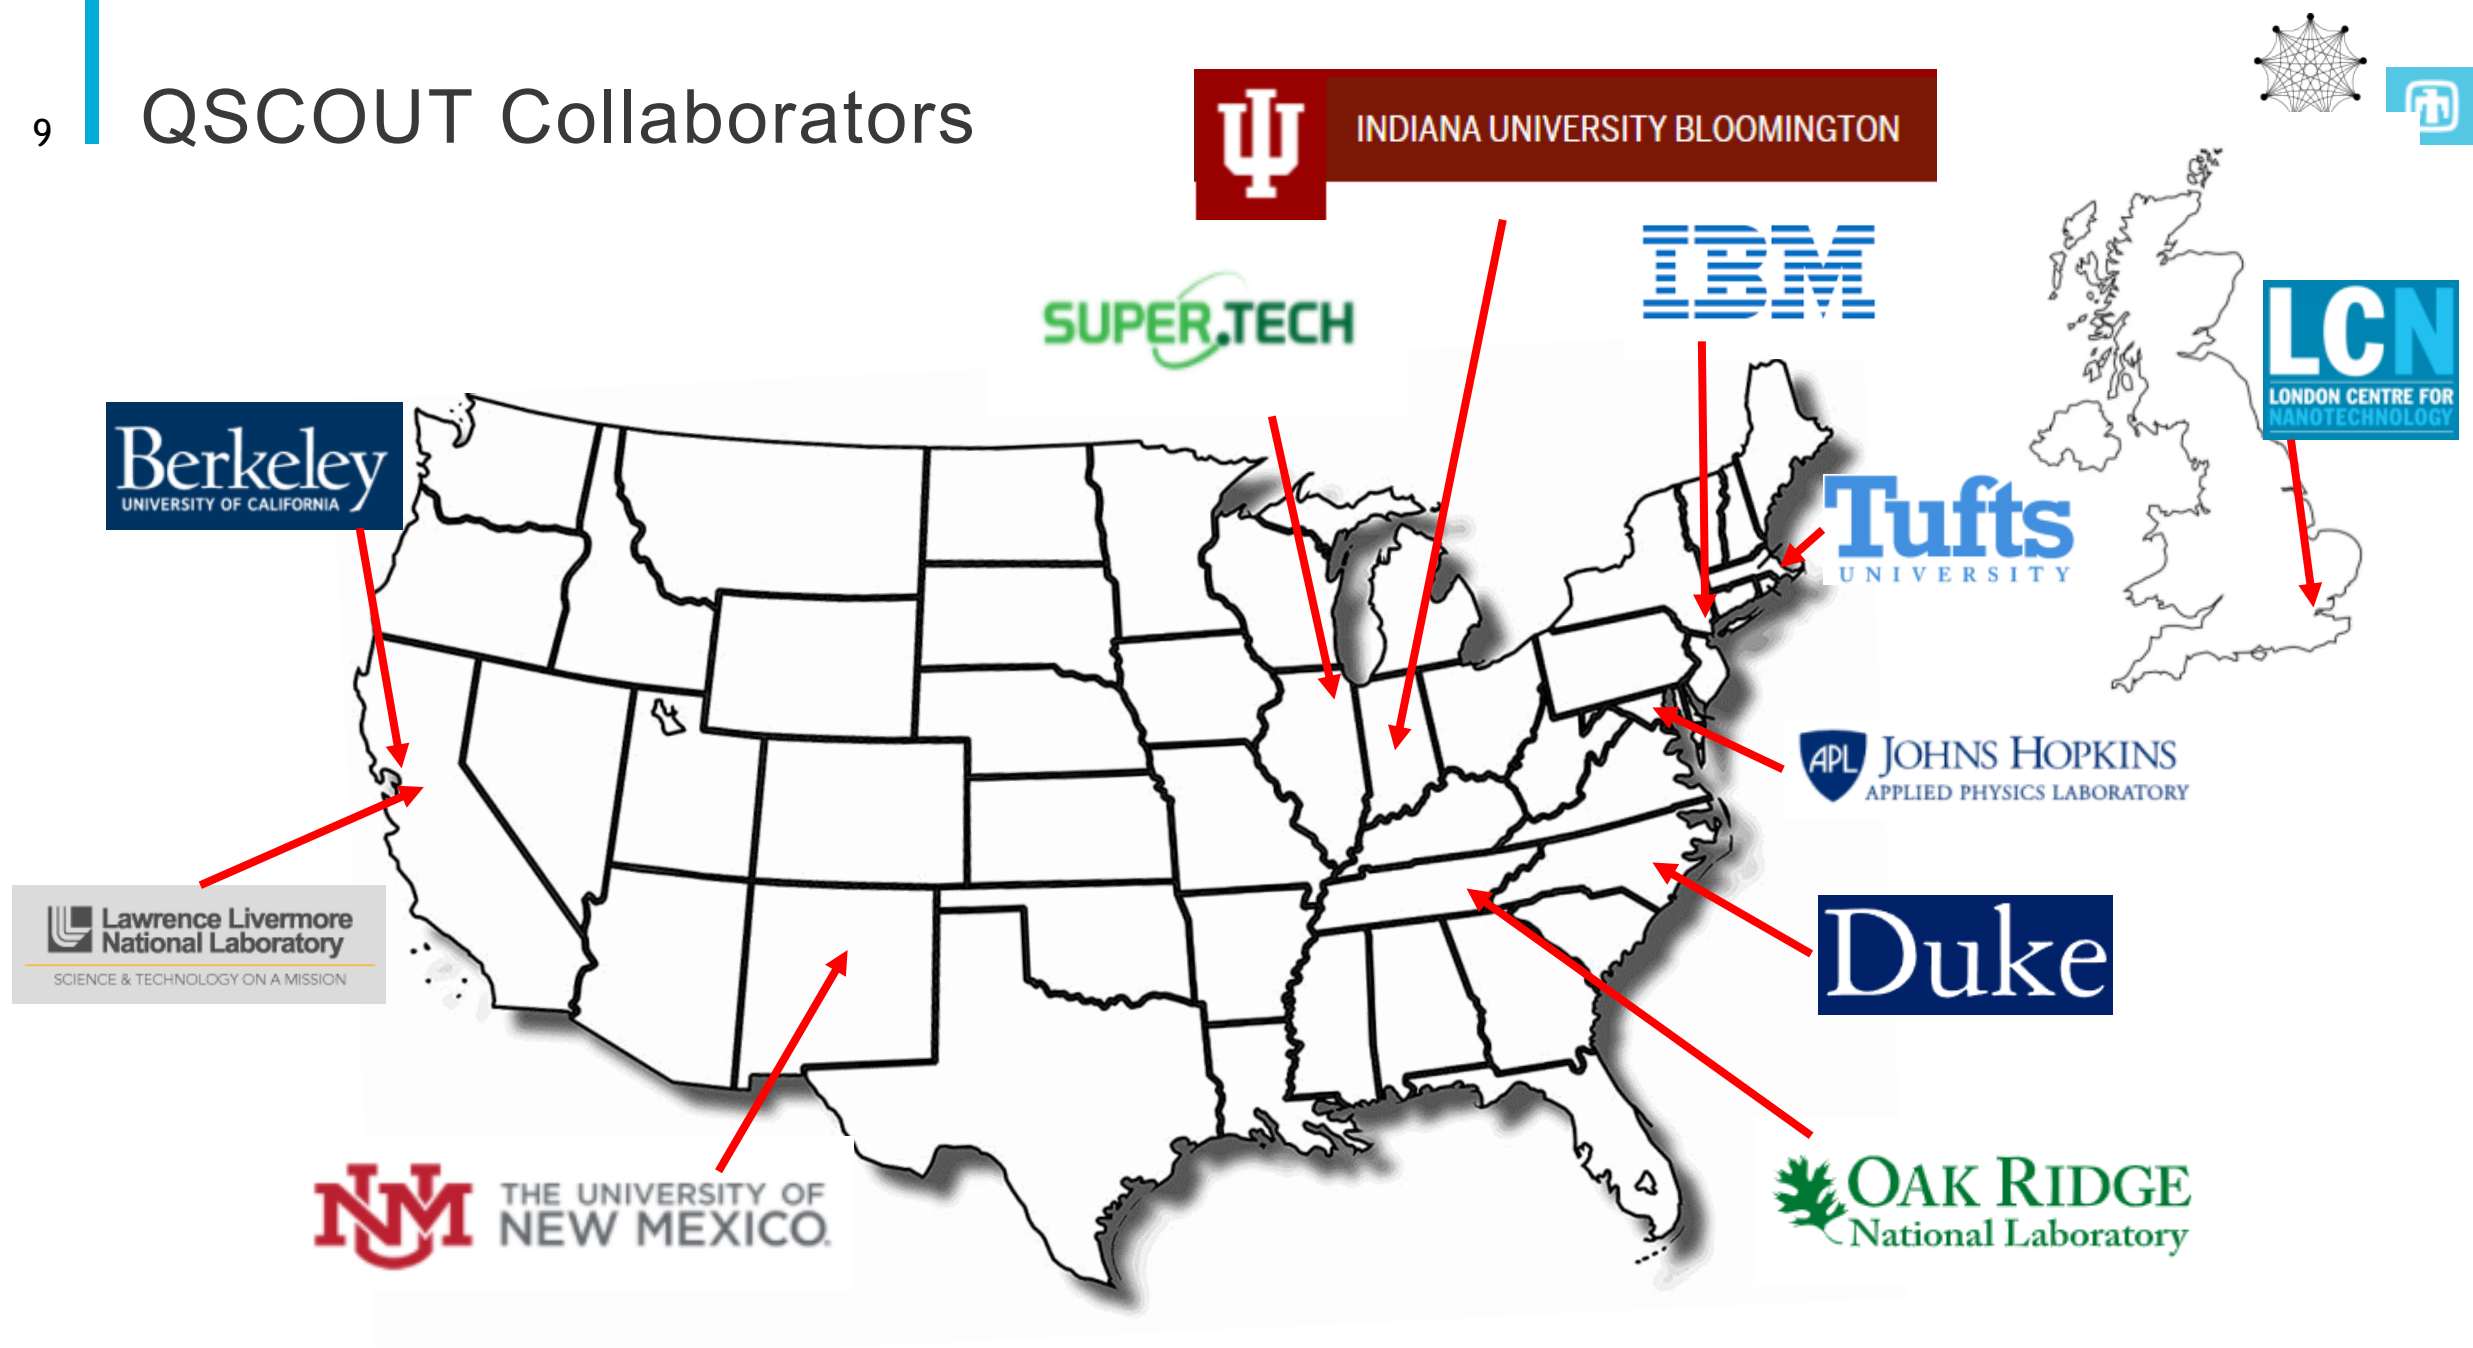 9
QSCOUT Collaborators
INDIANA UNIVERSITY BLOOMINGTON
IBM
SUPER.TECH
LCN
LONDON CENTRE FOR
NANOTECHNOLOGY
Berkeley
UNIVERSITY OF CALIFORNIA
Tufts
UNIVERSITY
APL
JOHNS HOPKINS
APPLIED PHYSICS LABORATORY
Lawrence Livermore
National Laboratory
SCIENCE & TECHNOLOGY ON A MISSION
Duke
NM
THE UNIVERSITY OF
NEW MEXICO
OAK RIDGE
National Laboratory